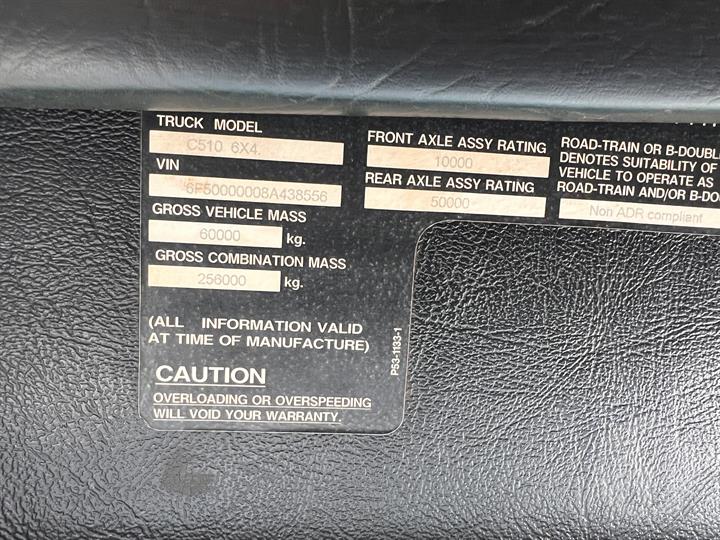 TRUCK MODEL
C510 6X4.
VIN
6F50000008A438556
GROSS VEHICLE MASS
60000 kg.
GROSS COMBINATION MASS
256000 kg.
(ALL INFORMATION VALID
AT TIME OF MANUFACTURE)
CAUTION
OVERLOADING OR OVERSPEEDING
WILL VOID YOUR WARRANTY.
P53-1133-1
FRONT AXLE ASSY RATING
10000
REAR AXLE ASSY RATING
50000
ROAD-TRAIN OR B-DOUBLE
DENOTES SUITABILITY OF
VEHICLE TO OPERATE AS
ROAD-TRAIN AND/OR B-DOU
Non ADR compliant